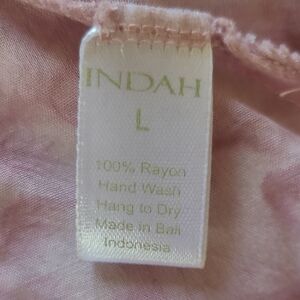 INDAH
L
100% Rayon
Hand Wash
Hang to Dry
Made in Bali
Indonesia